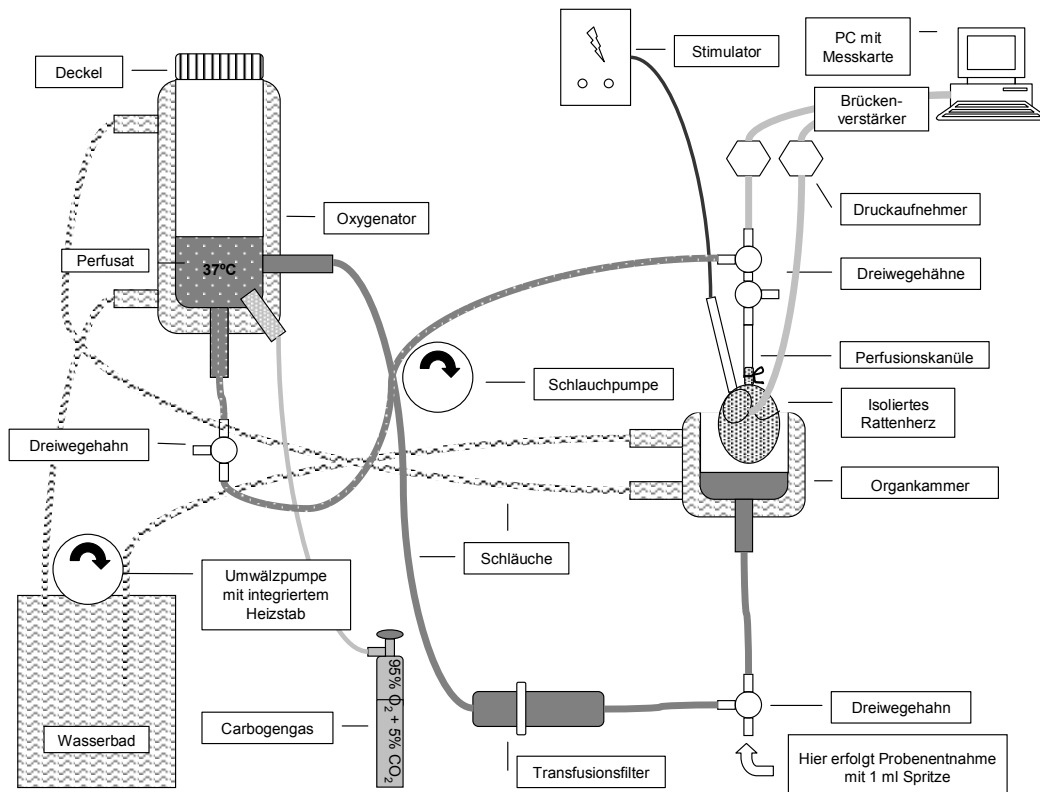 Deckel
Stimulator
PC mit
Messkarte
Brücken-
verstärker
Druckaufnehmer
Oxygenator
Perfusat
37ºC
Dreiwegehähne
Perfusionskanüle
Schlauchpumpe
Isoliertes
Rattenherz
Dreiwegehahn
Organkammer
Schläuche
Umwälzpumpe
mit integriertem
Heizstab
95% O2 + 5% CO2
Carbogengas
Wasserbad
Transfusionsfilter
Dreiwegehahn
Hier erfolgt Probenentnahme
mit 1 ml Spritze